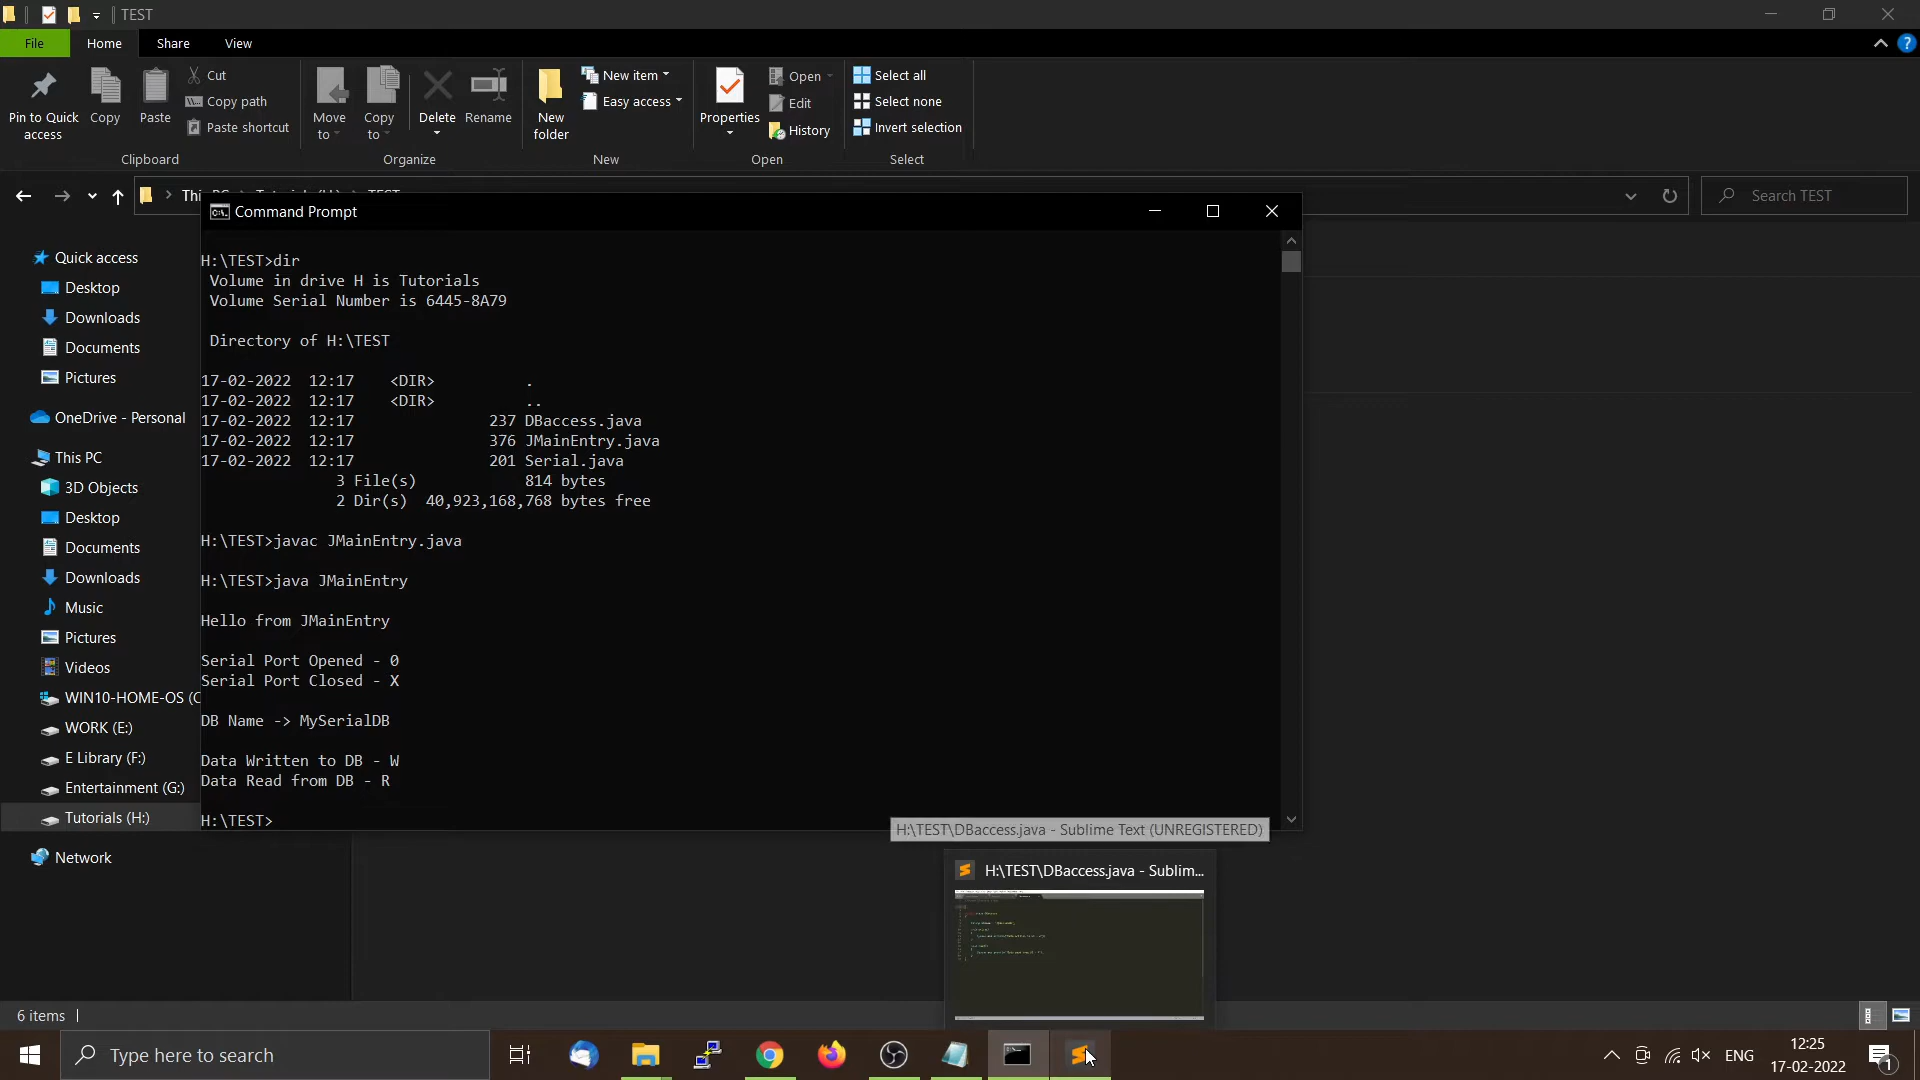 TEST
File
Home
Share
View
Pin to Quick access
Copy
Paste
Cut
Copy path
Paste shortcut
Clipboard
Move to
Copy to
Delete
Rename
Organize
New folder
New item
Easy access
New
Properties
Open
Edit
History
Open
Select all
Select none
Invert selection
Select
Search TEST
Quick access
Desktop
Downloads
Documents
Pictures
OneDrive - Personal
This PC
3D Objects
Desktop
Documents
Downloads
Music
Pictures
Videos
WIN10-HOME-OS (C
WORK (E:)
E Library (F:)
Entertainment (G:)
Tutorials (H:)
Network
6 items
Command Prompt
H:\TEST>dir
Volume in drive H is Tutorials
Volume Serial Number is 6445-8A79
Directory of H:\TEST
17-02-2022 12:17 <DIR> .
17-02-2022 12:17 <DIR> ..
17-02-2022 12:17 237 DBaccess.java
17-02-2022 12:17 376 JMainEntry.java
17-02-2022 12:17 201 Serial.java
3 File(s) 814 bytes
2 Dir(s) 40,923,168,768 bytes free
H:\TEST>javac JMainEntry.java
H:\TEST>java JMainEntry
Hello from JMainEntry
Serial Port Opened - 0
Serial Port Closed - X
DB Name -> MySerialDB
Data Written to DB - W
Data Read from DB - R
H:\TEST>
H:\TEST\DBaccess.java - Sublime Text (UNREGISTERED)
H:\TEST\DBaccess.java - Sublim...
Type here to search
ENG
12:25
17-02-2022
1